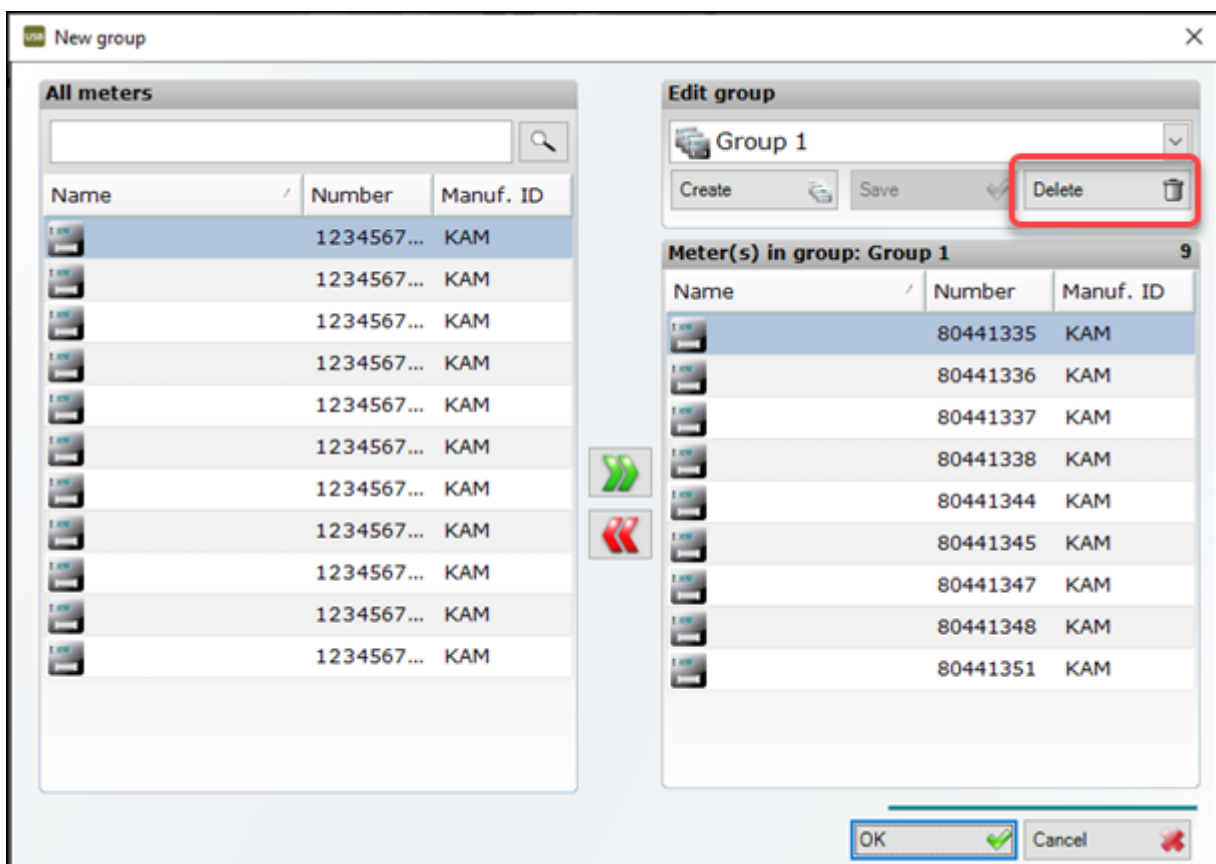 USB New group
All meters
Name Number Manuf. ID
1234567... KAM
1234567... KAM
1234567... KAM
1234567... KAM
1234567... KAM
1234567... KAM
1234567... KAM
1234567... KAM
1234567... KAM
1234567... KAM
1234567... KAM
Edit group
Group 1
Create Save Delete
Meter(s) in group: Group 1 9
Name Number Manuf. ID
80441335 KAM
80441336 KAM
80441337 KAM
80441338 KAM
80441344 KAM
80441345 KAM
80441347 KAM
80441348 KAM
80441351 KAM
OK Cancel